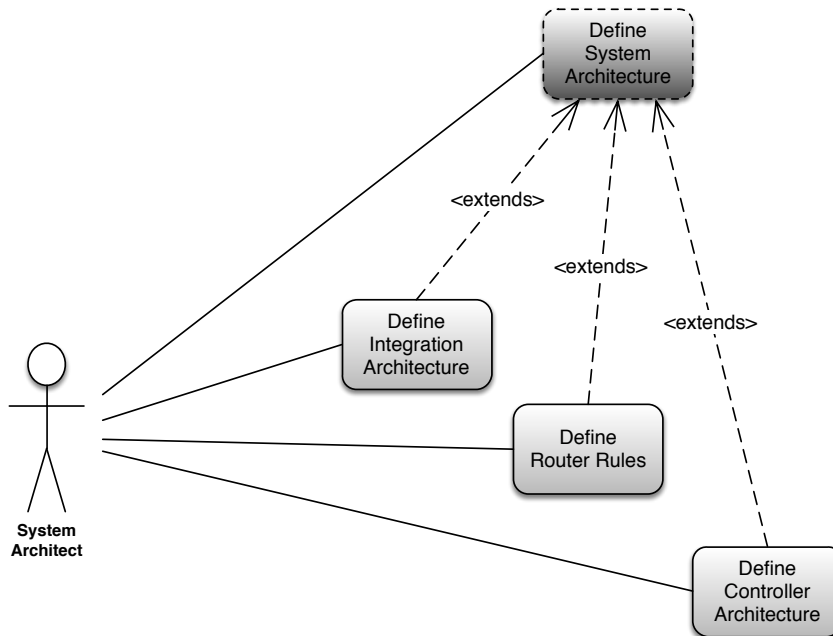 Define
System
Architecture
<extends>
<extends>
<extends>
Define
Integration
Architecture
Define
Router Rules
System
Architect
Define
Controller
Architecture